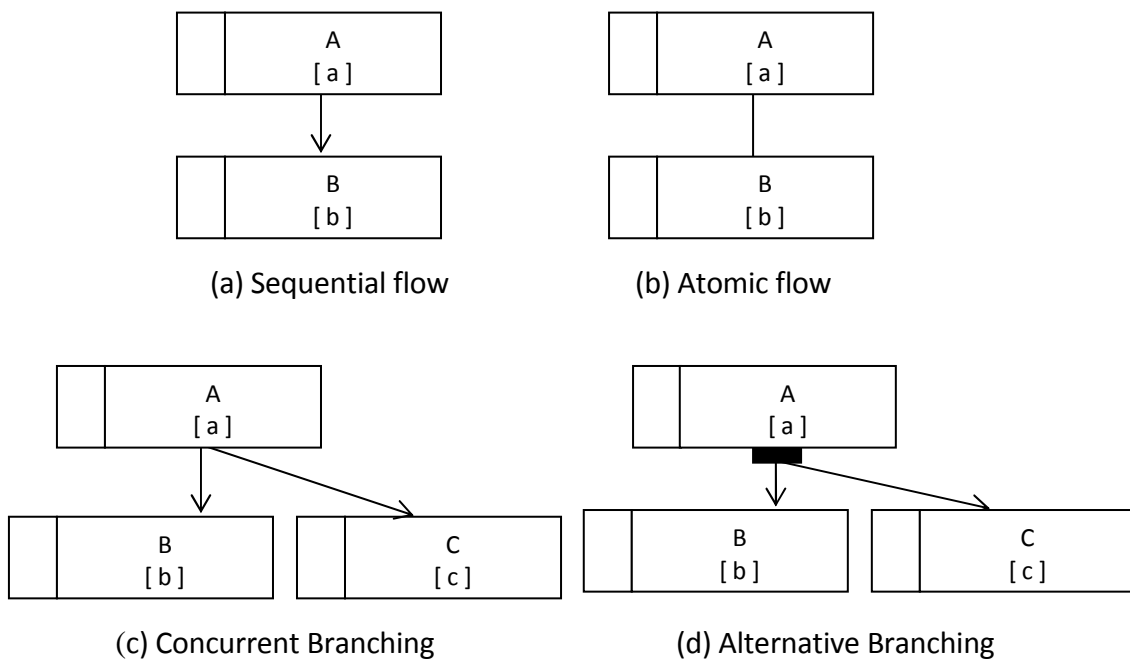 A
[ a ]
B
[ b ]
(a) Sequential flow
A
[ a ]
B
[ b ]
(b) Atomic flow
A
[ a ]
B
[ b ]
C
[ c ]
(c) Concurrent Branching
A
[ a ]
B
[ b ]
C
[ c ]
(d) Alternative Branching